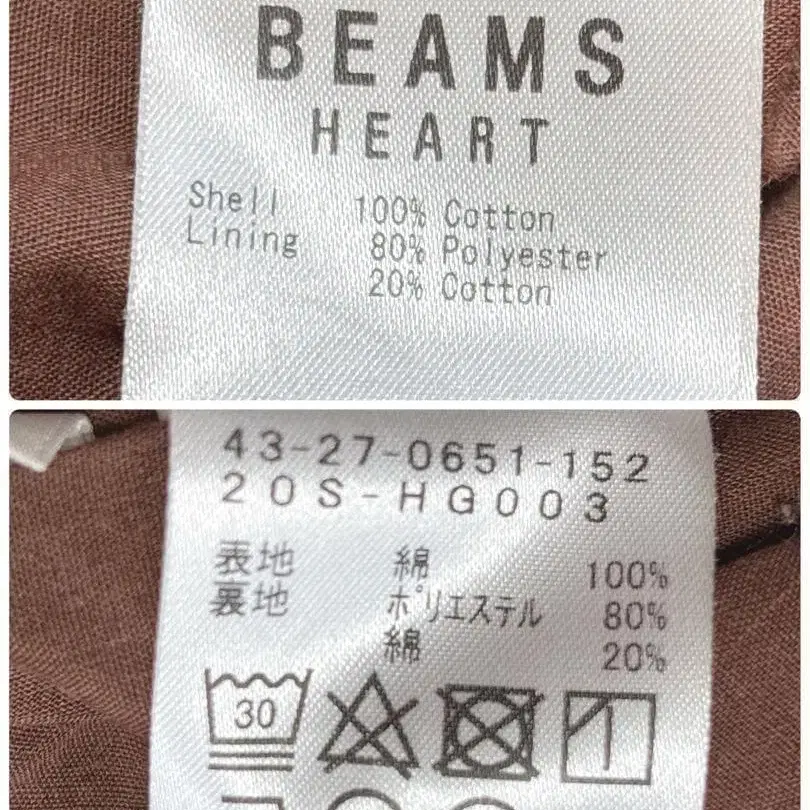 BEAMS
HEART
Shell 100% Cotton
Lining 80% Polyester
20% Cotton
43-27-0651-152
20S-HG003
表地 綿 100%
裏地 ポリエステル 80%
綿 20%
30